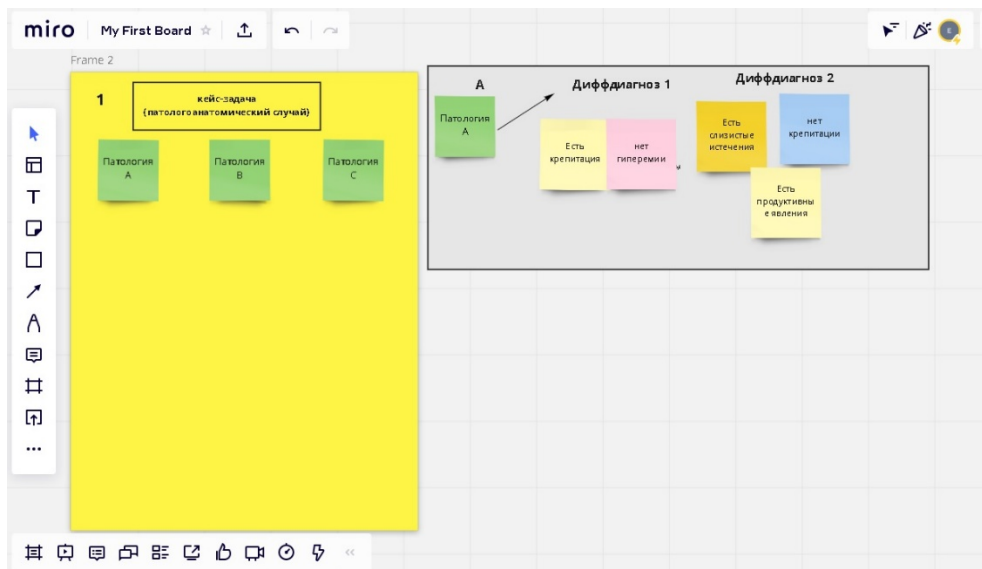 miro
My First Board
Frame 2
1
кейс-задача
(патологоанатомический случай)
Патология
A
Патология
B
Патология
C
A
Диффдиагноз 1
Диффдиагноз 2
Патология
A
Есть
крепитация
нет
гиперемии
Есть
слизистые
истечения
нет
крепитации
Есть
продуктивны
е явления